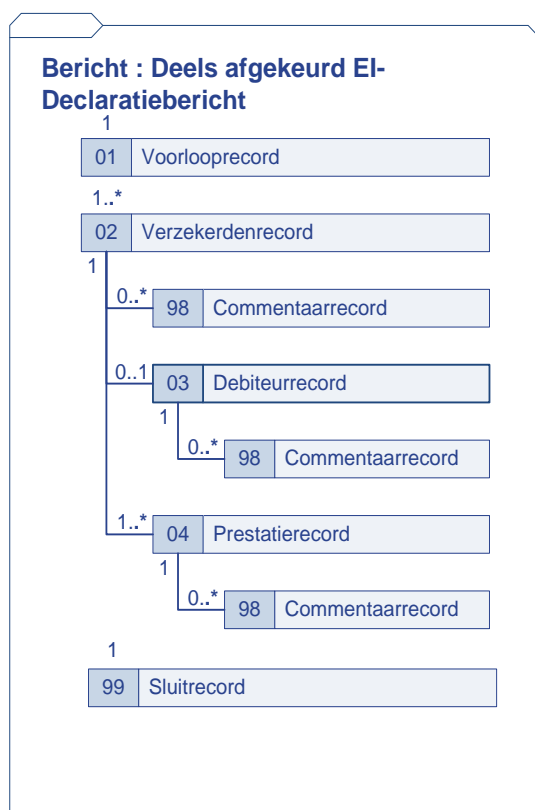 Bericht : Deels afgekeurd EI-
Declaratiebericht
1
01 Voorlooprecord
1..*
02 Verzekerdenrecord
1
0..* 98 Commentaarrecord
0..1 03 Debiteurrecord
1
0..* 98 Commentaarrecord
1..* 04 Prestatierecord
1
0..* 98 Commentaarrecord
1
99 Sluitrecord